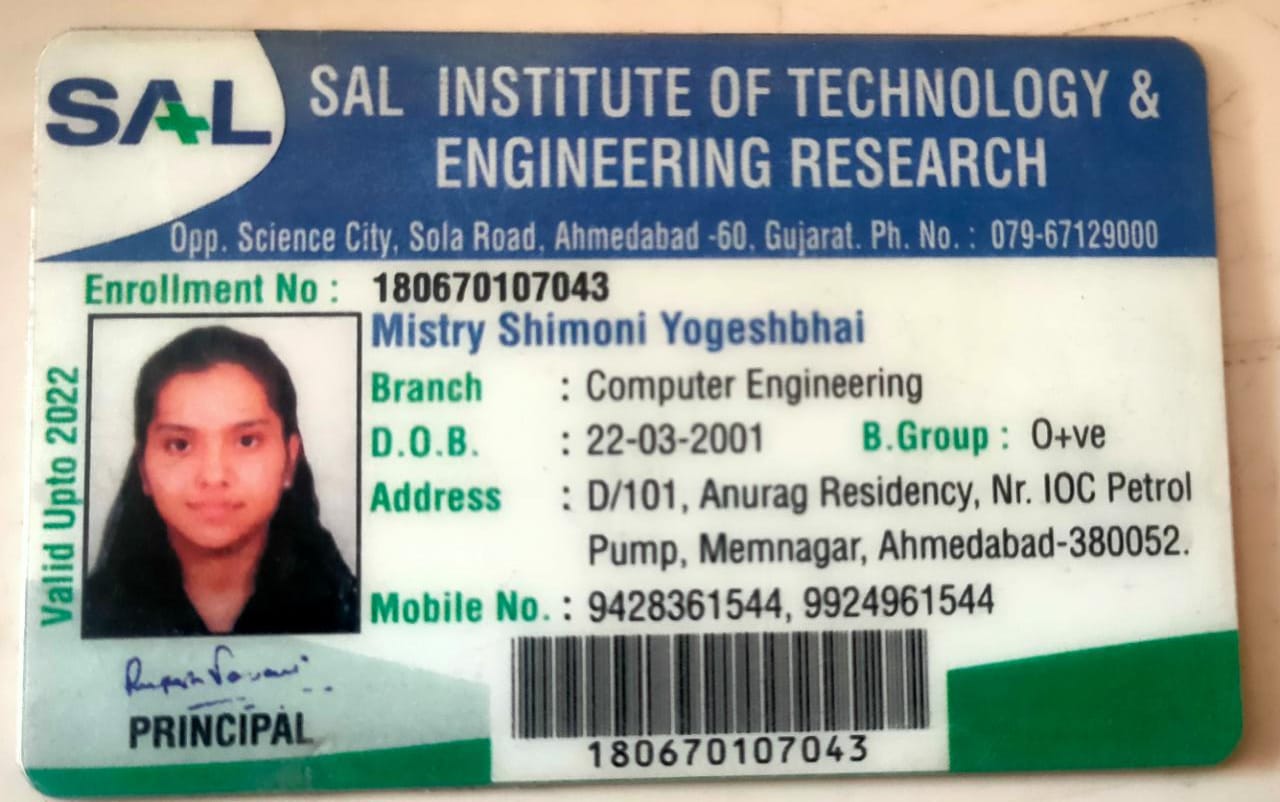 SAL
SAL INSTITUTE OF TECHNOLOGY &
ENGINEERING RESEARCH
Opp. Science City, Sola Road, Ahmedabad -60. Gujarat. Ph. No. : 079-67129000
Enrollment No : 180670107043
Mistry Shimoni Yogeshbhai
Branch : Computer Engineering
D.O.B. : 22-03-2001 B.Group : O+ve
Address : D/101, Anurag Residency, Nr. IOC Petrol
Pump, Memnagar, Ahmedabad-380052.
Mobile No. : 9428361544, 9924961544
Valid Upto 2022
PRINCIPAL
180670107043